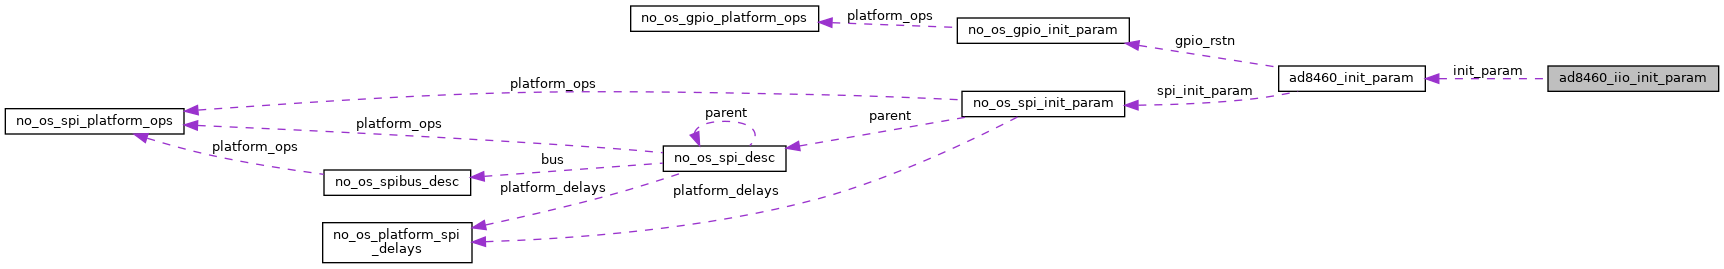 no_os_gpio_platform_ops
platform_ops
no_os_gpio_init_param
gpio_rstn
ad8460_init_param
init_param
ad8460_iio_init_param
spi_init_param
platform_ops
no_os_spi_init_param
no_os_spi_platform_ops
platform_ops
parent
parent
no_os_spi_desc
platform_ops
bus
no_os_spibus_desc
platform_delays
platform_delays
no_os_platform_spi
_delays